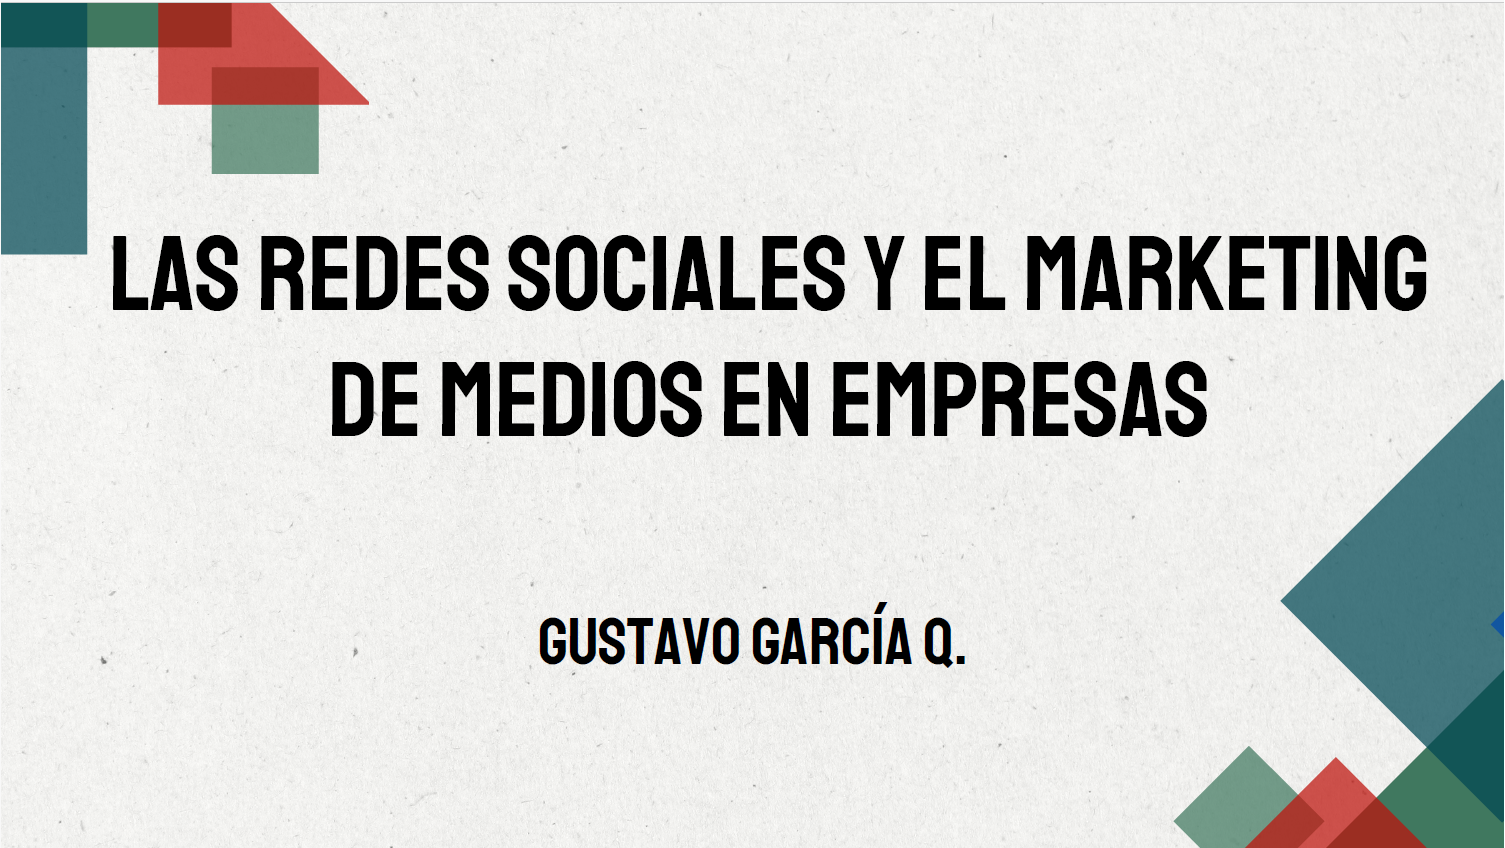 LAS REDES SOCIALES Y EL MARKETING
DE MEDIOS EN EMPRESAS
GUSTAVO GARCÍA Q.